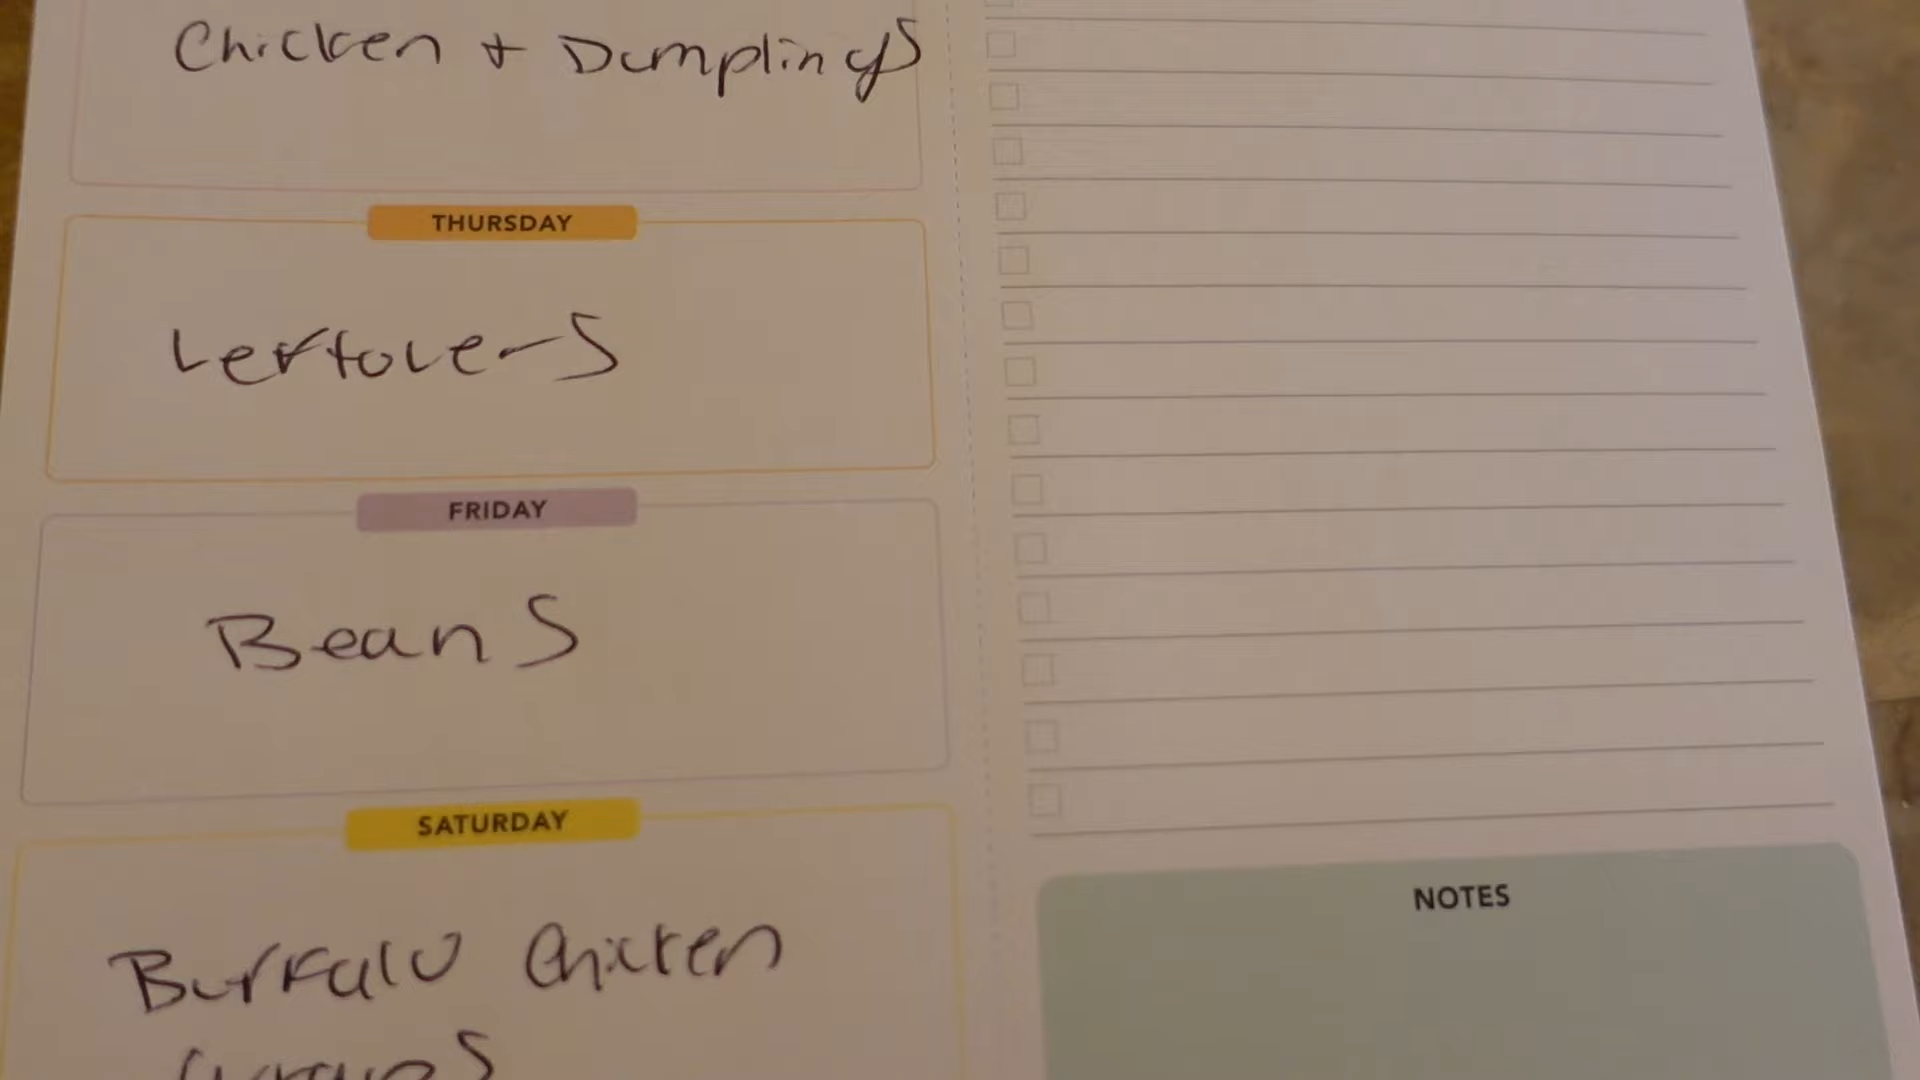 Chicken + Dumplings
THURSDAY
Leftovers
FRIDAY
Beans
SATURDAY
Buffalo Chicken
NOTES